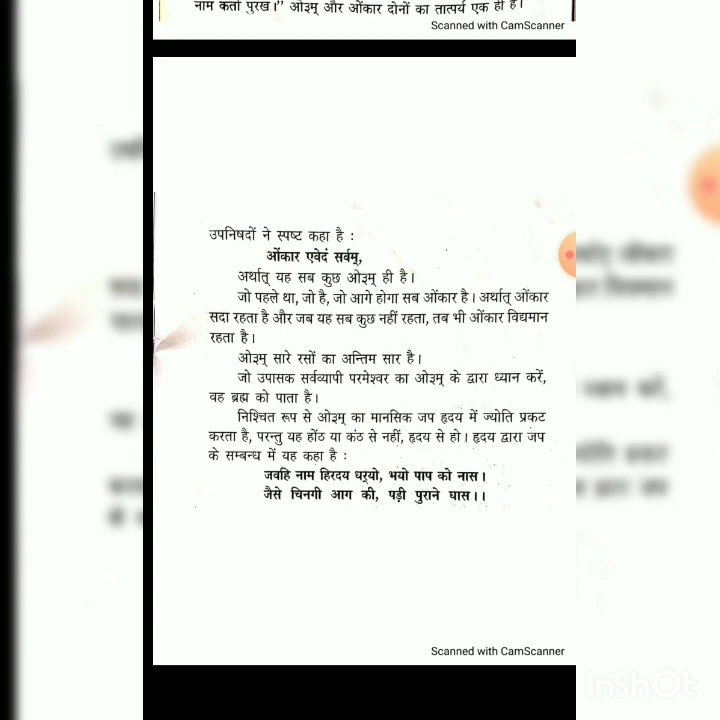 नाम कर्ता पुरख।" ओ३म् और ओंकार दोनों का तात्पर्य एक ही है।
Scanned with CamScanner
उपनिषदों ने स्पष्ट कहा है :
ओंकार एवेदं सर्वम्,
अर्थात् यह सब कुछ ओ३म् ही है।
जो पहले था, जो है, जो आगे होगा सब ओंकार है। अर्थात् ओंकार
सदा रहता है और जब यह सब कुछ नहीं रहता, तब भी ओंकार विद्यमान
रहता है।
ओ३म् सारे रसों का अन्तिम सार है।
जो उपासक सर्वव्यापी परमेश्वर का ओ३म् के द्वारा ध्यान करें,
वह ब्रह्म को पाता है।
निश्चित रूप से ओ३म् का मानसिक जप हृदय में ज्योति प्रकट
करता है, परन्तु यह होंठ या कंठ से नहीं, हृदय से हो। हृदय द्वारा जप
के सम्बन्ध में यह कहा है :
जवहि नाम हिरदय धर्‌यो, भयो पाप को नास।
जैसे चिनगी आग की, पड़ी पुराने घास।।
Scanned with CamScanner
InShOt